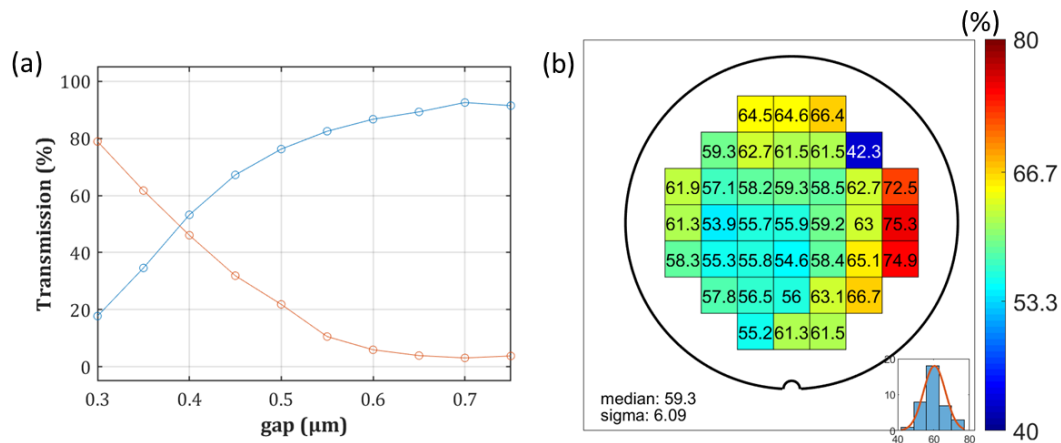 (a)
100
80
60
40
20
0
Transmission (%)
0.3 0.4 0.5 0.6 0.7
gap (μm)
(b)
(%)
64.5 64.6 66.4
59.3 62.7 61.5 61.5 42.3
61.9 57.1 58.2 59.3 58.5 62.7 72.5
61.3 53.9 55.7 55.9 59.2 63 75.3
58.3 55.3 55.8 54.6 58.4 65.1 74.9
57.8 56.5 56 63.1 66.7
55.2 61.3 61.5
median: 59.3
sigma: 6.09
20
10
0
40 60 80
80
66.7
53.3
40